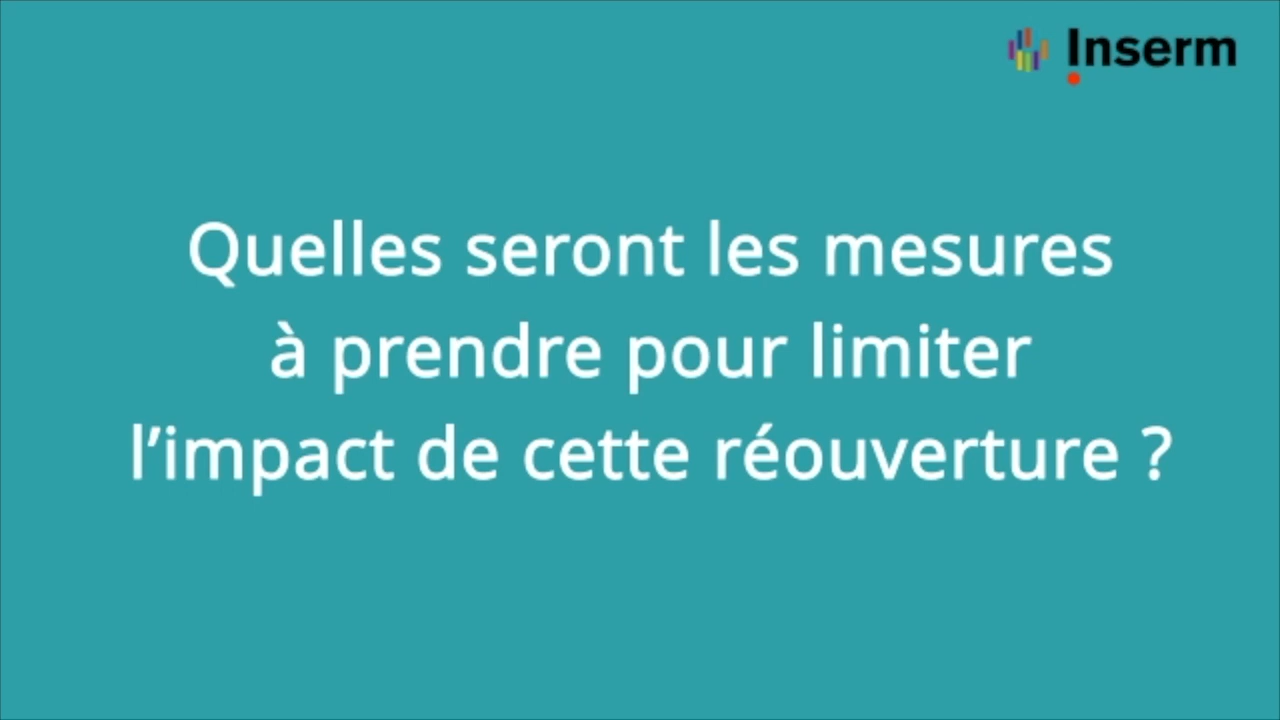 Inserm
Quelles seront les mesures
à prendre pour limiter
l’impact de cette réouverture ?